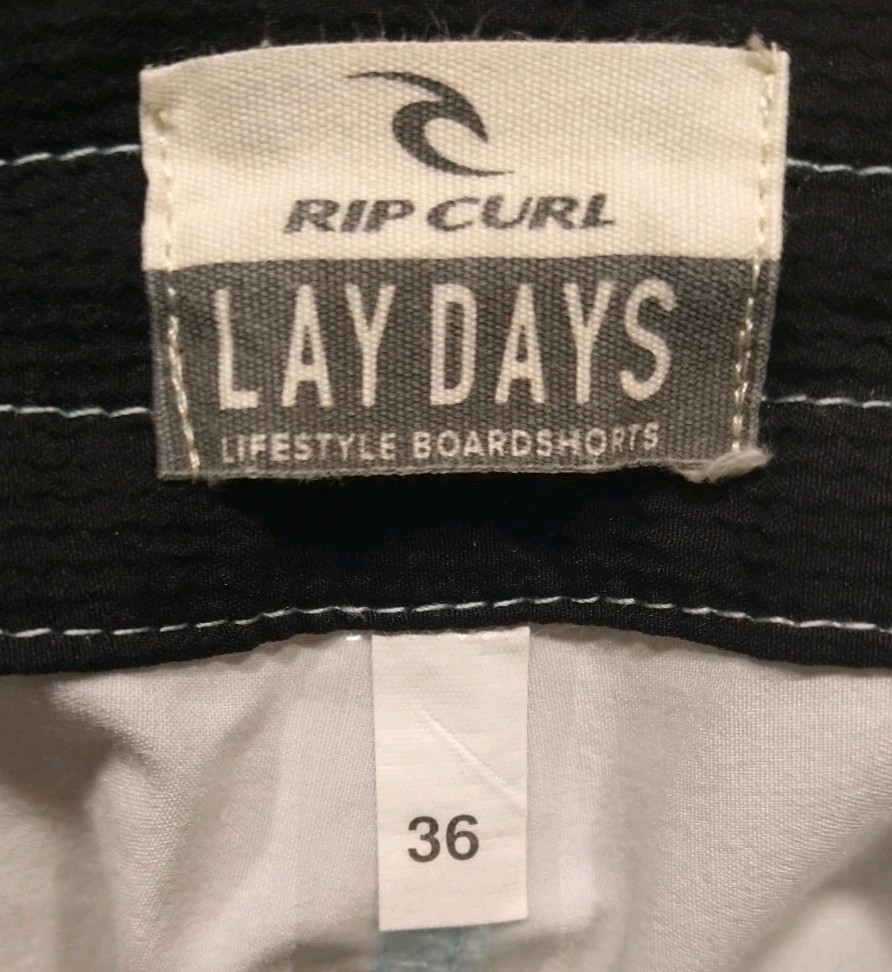 RIP CURL
LAY DAYS
LIFESTYLE BOARDSHORTS
36